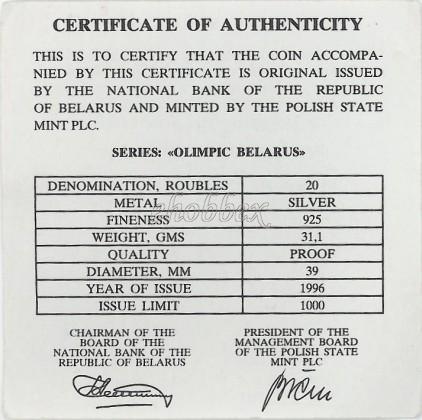 CERTIFICATE OF AUTHENTICITY
THIS IS TO CERTIFY THAT THE COIN ACCOMPA-
NIED BY THIS CERTIFICATE IS ORIGINAL ISSUED
BY THE NATIONAL BANK OF THE REPUBLIC
OF BELARUS AND MINTED BY THE POLISH STATE
MINT PLC.
SERIES: «OLIMPIC BELARUS»
DENOMINATION, ROUBLES 20
METAL SILVER
FINENESS 925
WEIGHT, GMS 31,1
QUALITY PROOF
DIAMETER, MM 39
YEAR OF ISSUE 1996
ISSUE LIMIT 1000
CHAIRMAN OF THE
BOARD OF THE
NATIONAL BANK OF THE
REPUBLIC OF BELARUS
PRESIDENT OF THE
MANAGEMENT BOARD
OF THE POLISH STATE
MINT PLC